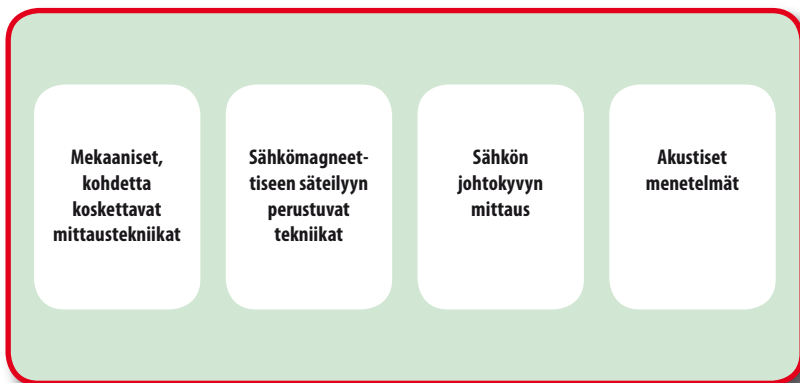 Mekaaniset,
kohdetta
koskettavat
mittaustekniikat
Sähkömagneet-
tiseen säteilyyn
perustuvat
tekniikat
Sähkön
johtokyvyn
mittaus
Akustiset
menetelmät